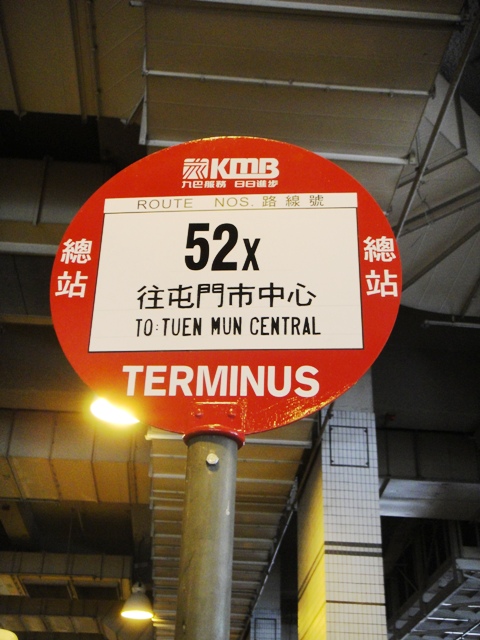 KMB
九巴服務 日日進步
ROUTE NOS. 路線號
總站
52X
往屯門市中心
TO: TUEN MUN CENTRAL
總站
TERMINUS